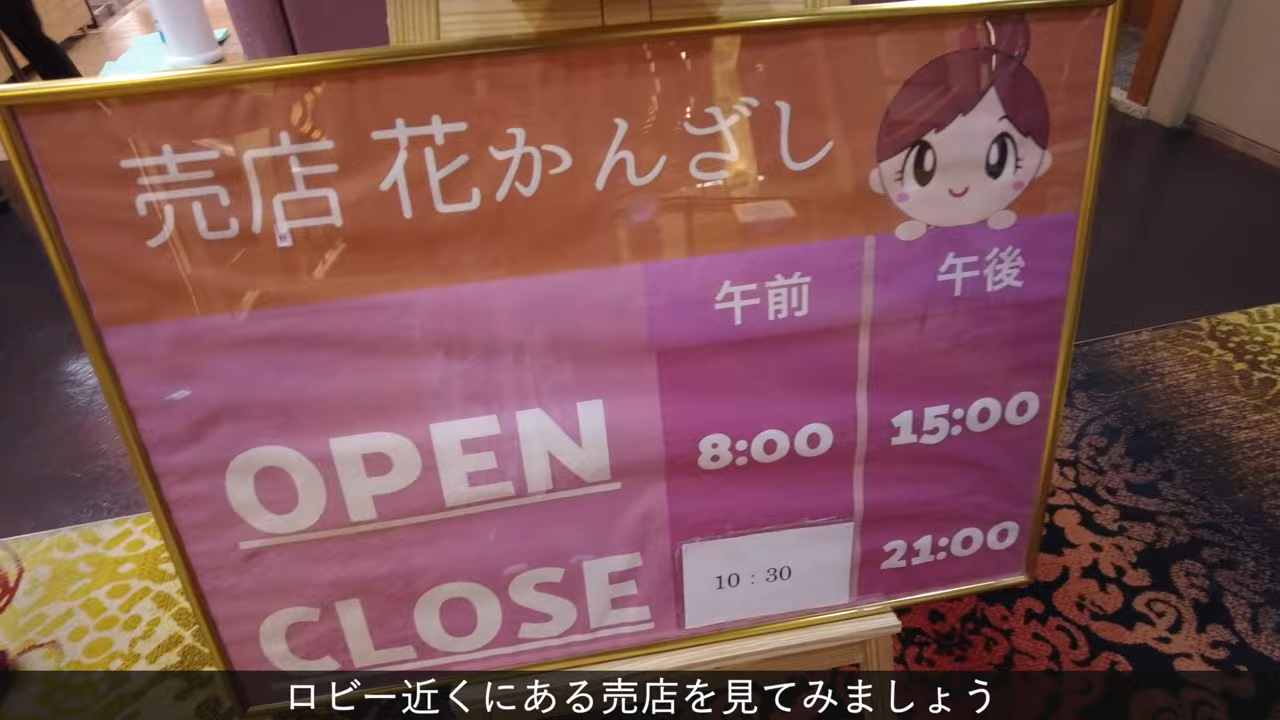 売店 花かんざし
午前 午後
OPEN 8:00 15:00
CLOSE 10:30 21:00
ロビー近くにある売店を見てみましょう